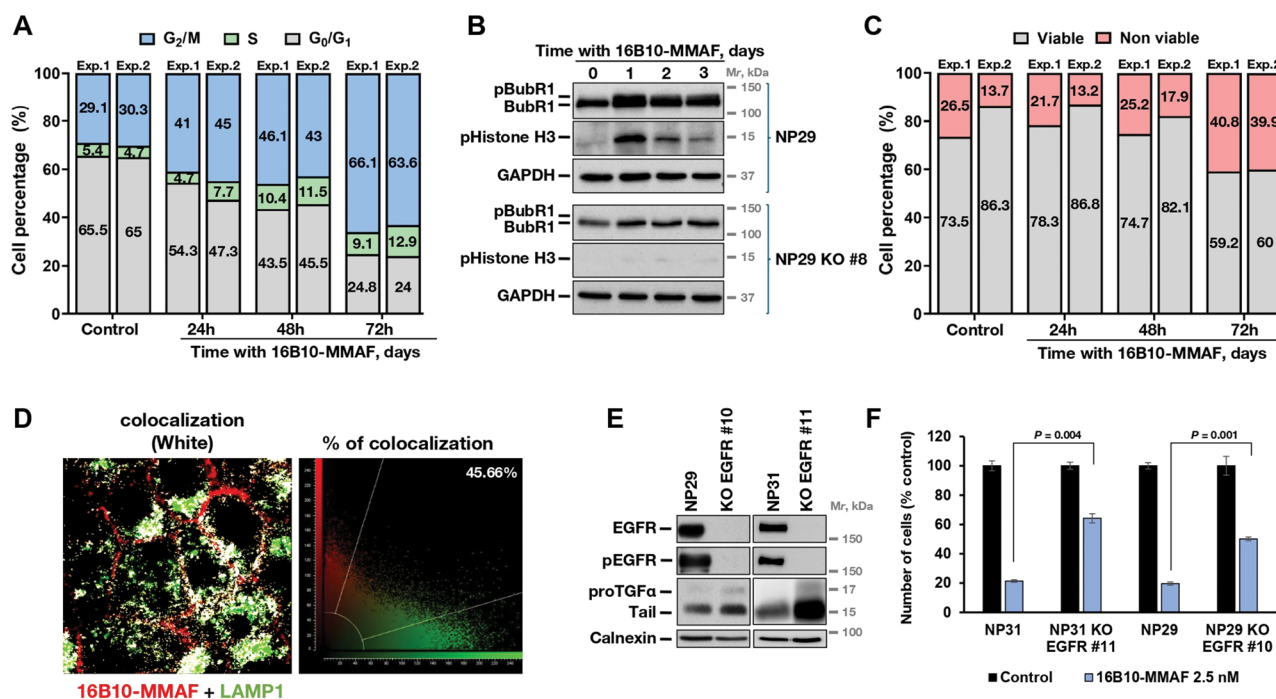 A
G2/M S G0/G1
Exp.1 Exp.2 Exp.1 Exp.2 Exp.1 Exp.2 Exp.1 Exp.2
Cell percentage (%)
100
80
60
40
20
0
29.1 30.3 41 45 46.1 43 66.1 63.6
5.4 4.7 4.7 7.7 10.4 11.5 9.1 12.9
65.5 65 54.3 47.3 43.5 45.5 24.8 24
Control 24h 48h 72h
Time with 16B10-MMAF, days
B
Time with 16B10-MMAF, days
0 1 2 3 Mr, kDa
pBubR1 150
BubR1 100
pHistone H3 15
GAPDH 37
NP29
pBubR1 150
BubR1 100
pHistone H3 15
GAPDH 37
NP29 KO #8
C
Viable Non viable
Exp.1 Exp.2 Exp.1 Exp.2 Exp.1 Exp.2 Exp.1 Exp.2
Cell percentage (%)
100
80
60
40
20
0
26.5 13.7 21.7 13.2 25.2 17.9 40.8 39.9
73.5 86.3 78.3 86.8 74.7 82.1 59.2 60
Control 24h 48h 72h
Time with 16B10-MMAF, days
D
colocalization
(White)
% of colocalization
45.66%
16B10-MMAF + LAMP1
E
NP29 KO EGFR #10 NP31 KO EGFR #11
Mr, kDa
EGFR 150
pEGFR 150
proTGFα 17
Tail 15
Calnexin 100
F
P = 0.004 P = 0.001
Number of cells (% control)
120
100
80
60
40
20
0
NP31 NP31 KO EGFR #11 NP29 NP29 KO EGFR #10
Control 16B10-MMAF 2.5 nM